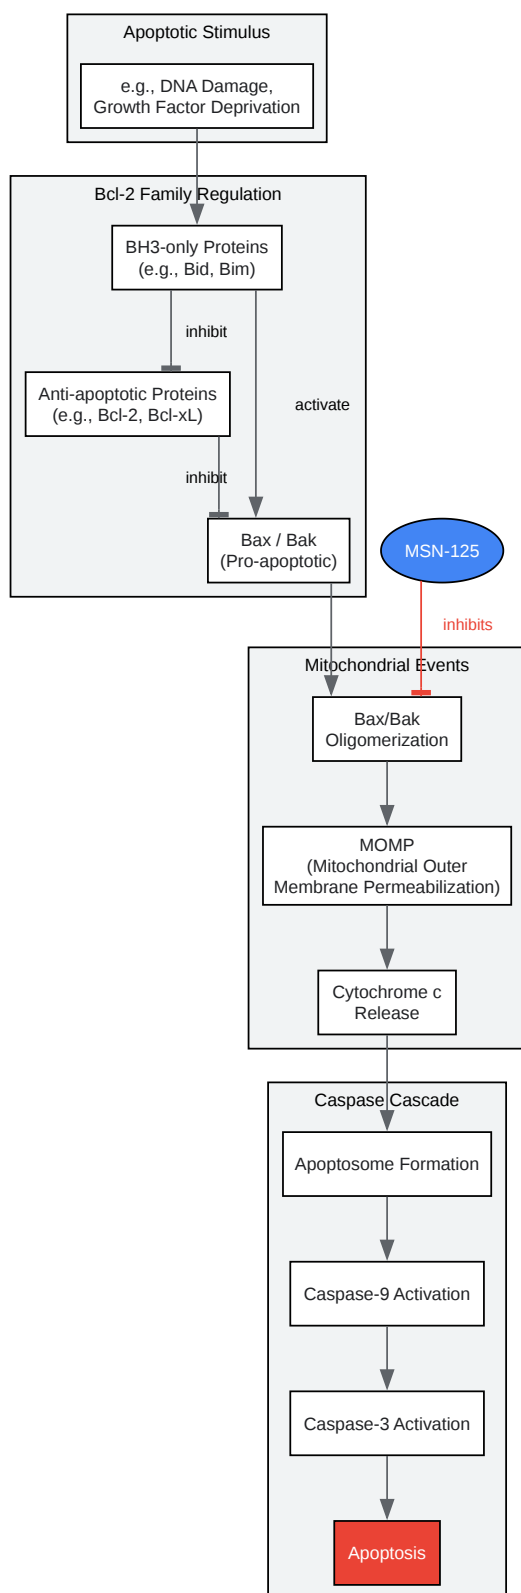 Apoptotic Stimulus
e.g., DNA Damage,
Growth Factor Deprivation
Bcl-2 Family Regulation
BH3-only Proteins
(e.g., Bid, Bim)
inhibit
Anti-apoptotic Proteins
(e.g., Bcl-2, Bcl-xL)
activate
inhibit
Bax / Bak
(Pro-apoptotic)
MSN-125
inhibits
Mitochondrial Events
Bax/Bak
Oligomerization
MOMP
(Mitochondrial Outer
Membrane Permeabilization)
Cytochrome c
Release
Caspase Cascade
Apoptosome Formation
Caspase-9 Activation
Caspase-3 Activation
Apoptosis